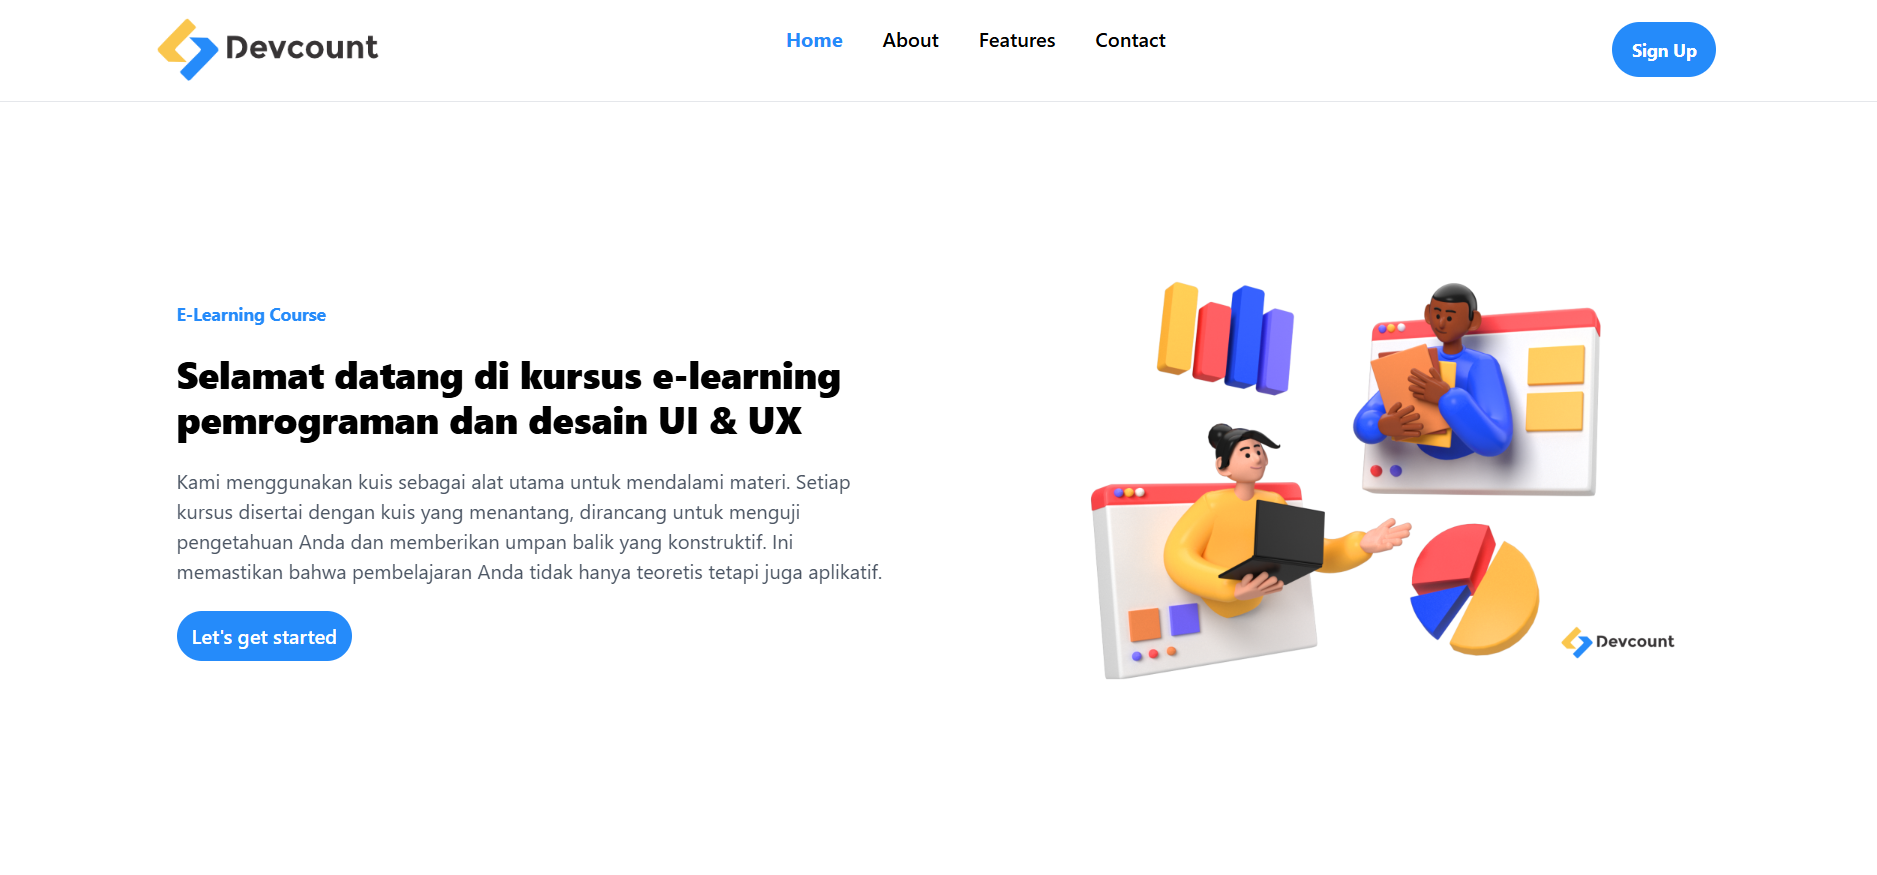 Devcount
Home
About
Features
Contact
Sign Up
E-Learning Course
Selamat datang di kursus e-learning
pemrograman dan desain UI & UX
Kami menggunakan kuis sebagai alat utama untuk mendalami materi. Setiap
kursus disertai dengan kuis yang menantang, dirancang untuk menguji
pengetahuan Anda dan memberikan umpan balik yang konstruktif. Ini
memastikan bahwa pembelajaran Anda tidak hanya teoretis tetapi juga aplikatif.
Let's get started
Devcount